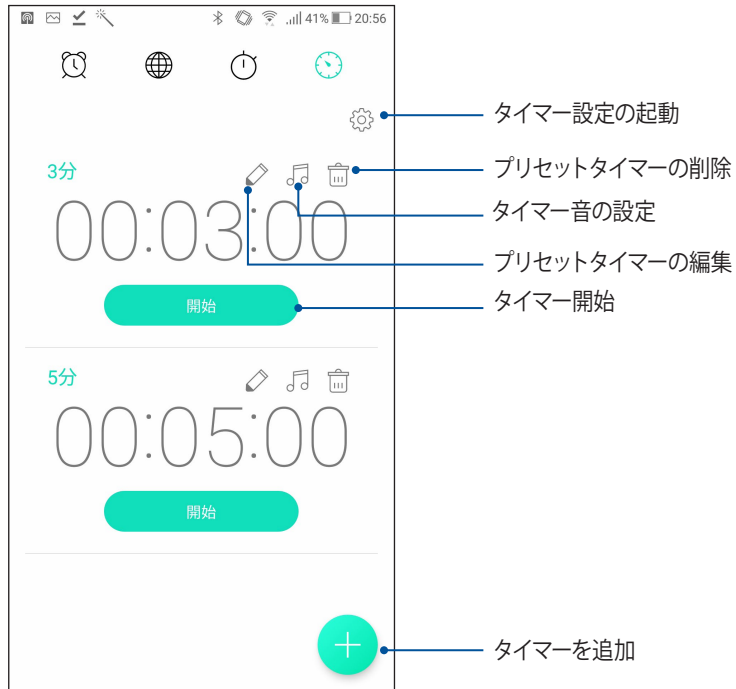 41% 20:56
タイマー設定の起動
3分
プリセットタイマーの削除
00:03:00
タイマー音の設定
プリセットタイマーの編集
開始
タイマー開始
5分
00:05:00
開始
タイマーを追加